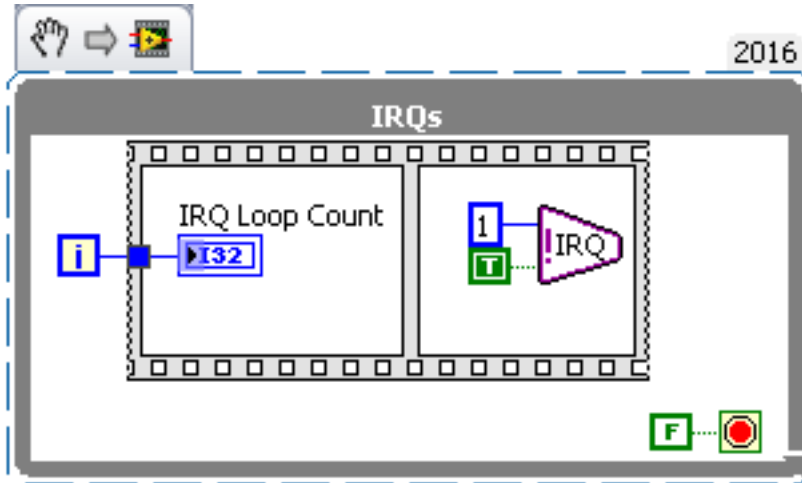 2016
IRQs
IRQ Loop Count
i
I32
1
!IRQ
T
F